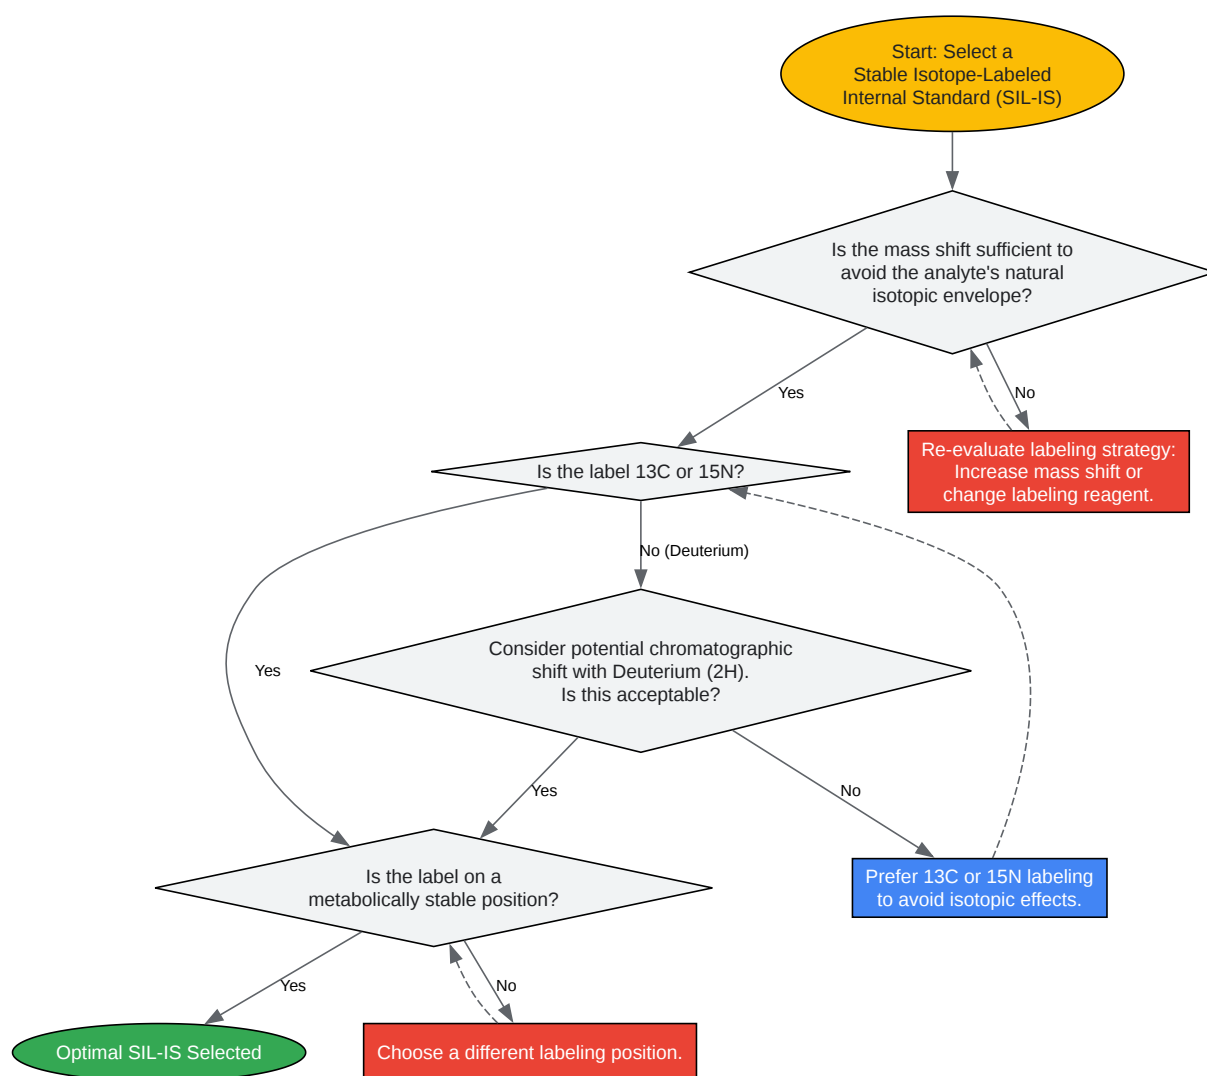 Start: Select a
Stable Isotope-Labeled
Internal Standard (SIL-IS)
Is the mass shift sufficient to
avoid the analyte's natural
isotopic envelope?
Yes
No
Re-evaluate labeling strategy:
Increase mass shift or
change labeling reagent.
Is the label 13C or 15N?
No (Deuterium)
Yes
Consider potential chromatographic
shift with Deuterium (2H).
Is this acceptable?
Yes
No
Prefer 13C or 15N labeling
to avoid isotopic effects.
Is the label on a
metabolically stable position?
Yes
No
Optimal SIL-IS Selected
Choose a different labeling position.